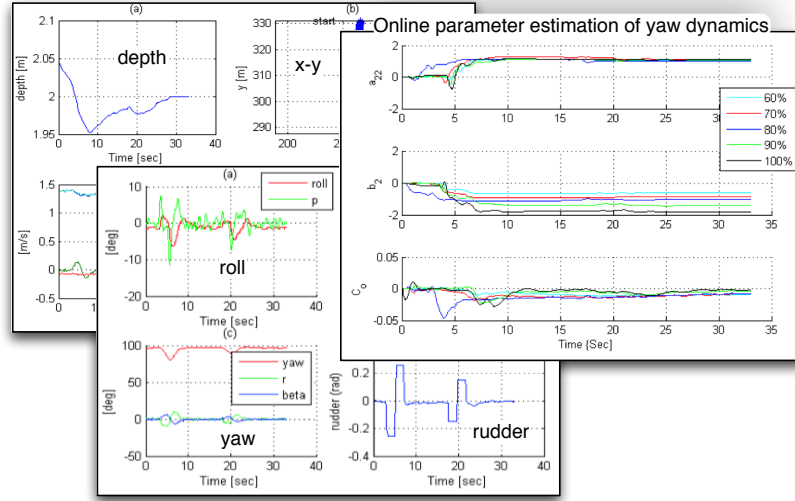 (a)
2.1
2.05
2
1.95
depth [m]
depth
0
10
20
30
40
Time [sec]
(b)
start
330
320
310
300
290
y [m]
x-y
200
220
Online parameter estimation of yaw dynamics
2
0
-2
a22
0
5
10
15
20
25
30
35
60%
70%
80%
90%
100%
2
0
-2
b2
0
5
10
15
20
25
30
35
0.05
0
-0.05
Co
0
5
10
15
20
25
30
35
Time {Sec)
1.5
1
0.5
0
-0.5
[m/s]
0
(a)
roll
p
10
0
-10
-20
[deg]
roll
0
10
20
30
40
Time [sec]
(c)
100
50
0
-50
[deg]
yaw
r
beta
yaw
0
10
20
30
40
Time [sec]
0.2
0
-0.2
rudder (rad)
rudder
0
10
20
30
40
Time [sec]